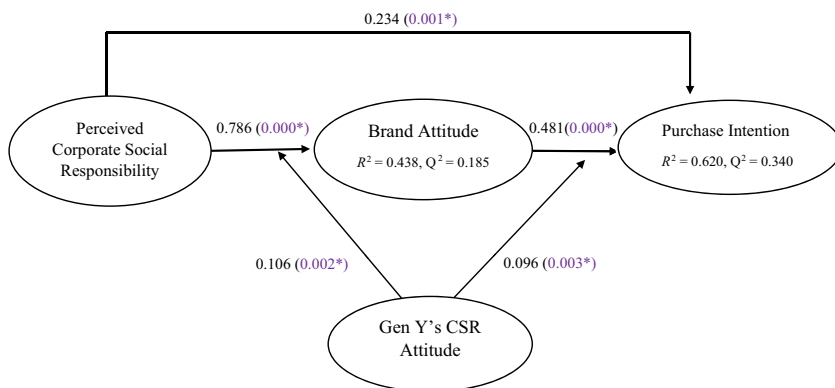 0.234 (0.001*)
Perceived
Corporate Social
Responsibility
0.786 (0.000*)
Brand Attitude
R² = 0.438, Q² = 0.185
0.481(0.000*)
Purchase Intention
R² = 0.620, Q² = 0.340
0.106 (0.002*)
0.096 (0.003*)
Gen Y's CSR
Attitude